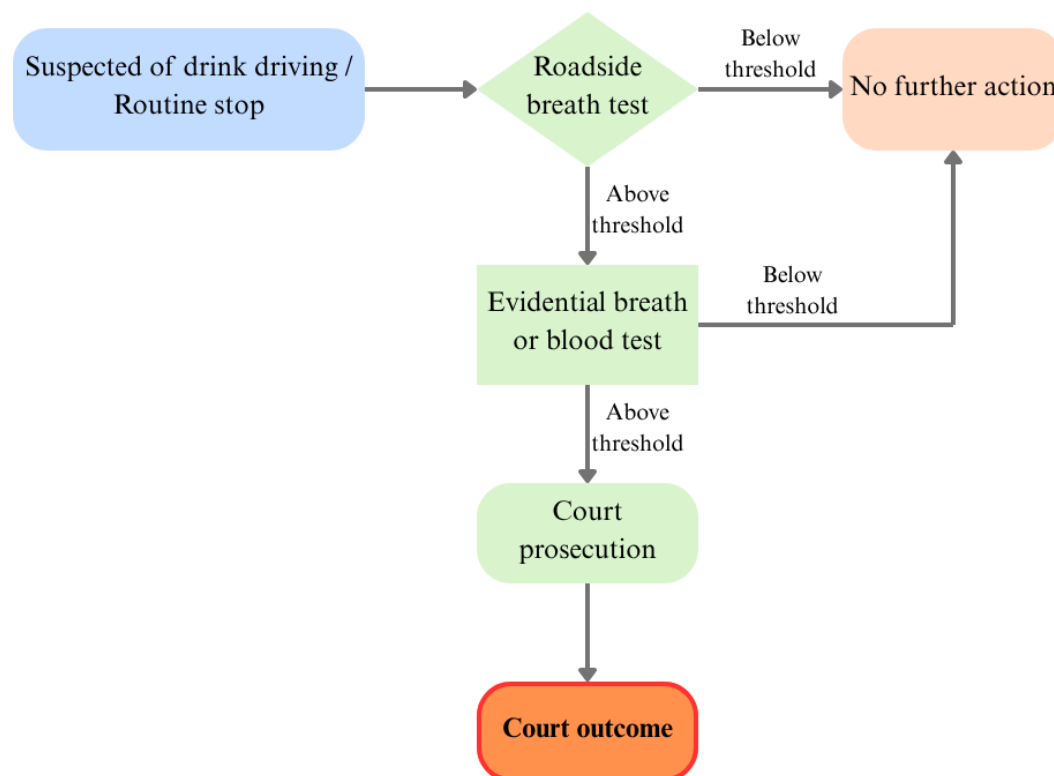 Suspected of drink driving /
Routine stop
Roadside
breath test
Below
threshold
No further action
Above
threshold
Evidential breath
or blood test
Below
threshold
Above
threshold
Court
prosecution
Court outcome